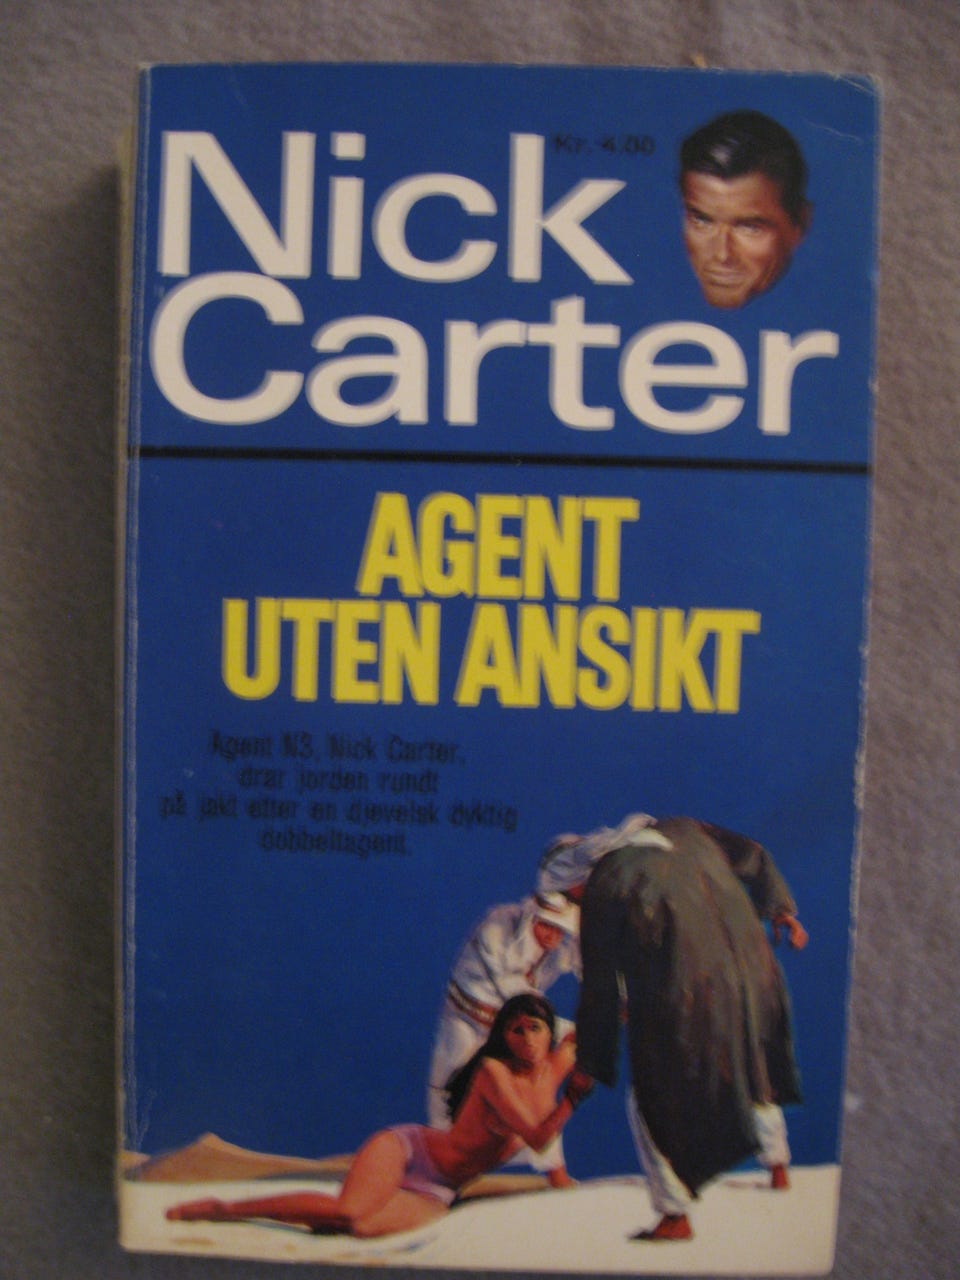 Kr. 4.00
Nick
Carter
AGENT
UTEN ANSIKT
Agent N3, Nick Carter,
drar jorden rundt
på jakt etter en djevelsk dyktig
dobbeltagent.